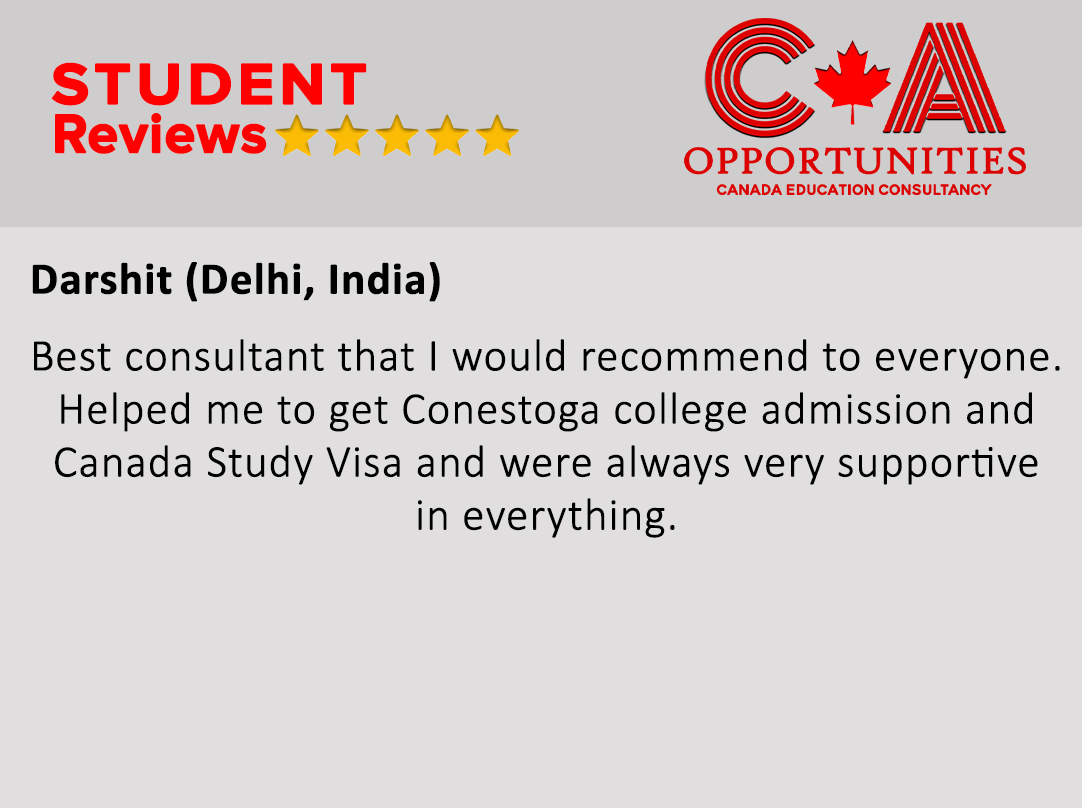 STUDENT
Reviews
CA
OPPORTUNITIES
CANADA EDUCATION CONSULTANCY
Darshit (Delhi, India)
Best consultant that I would recommend to everyone.
Helped me to get Conestoga college admission and
Canada Study Visa and were always very supportive
in everything.